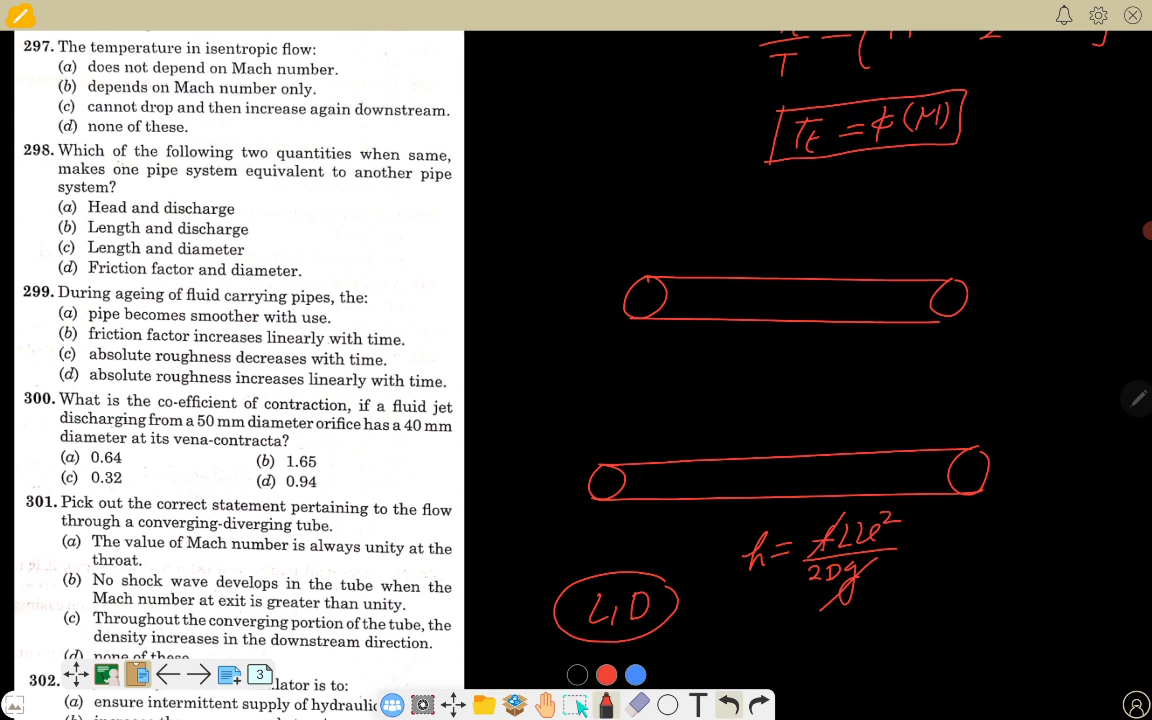 297. The temperature in isentropic flow:
(a) does not depend on Mach number.
(b) depends on Mach number only.
(c) cannot drop and then increase again downstream.
(d) none of these.
298. Which of the following two quantities when same,
makes one pipe system equivalent to another pipe
system?
(a) Head and discharge
(b) Length and discharge
(c) Length and diameter
(d) Friction factor and diameter.
299. During ageing of fluid carrying pipes, the:
(a) pipe becomes smoother with use.
(b) friction factor increases linearly with time.
(c) absolute roughness decreases with time.
(d) absolute roughness increases linearly with time.
300. What is the co-efficient of contraction, if a fluid jet
discharging from a 50 mm diameter orifice has a 40 mm
diameter at its vena-contracta?
(a) 0.64 (b) 1.65
(c) 0.32 (d) 0.94
301. Pick out the correct statement pertaining to the flow
through a converging-diverging tube.
(a) The value of Mach number is always unity at the
throat.
(b) No shock wave develops in the tube when the
Mach number at exit is greater than unity.
(c) Throughout the converging portion of the tube, the
density increases in the downstream direction.
(d) none of these
302. lator is to:
(a) ensure intermittent supply of hydraulic
3
T
h = fLu²
2Dg
L, D